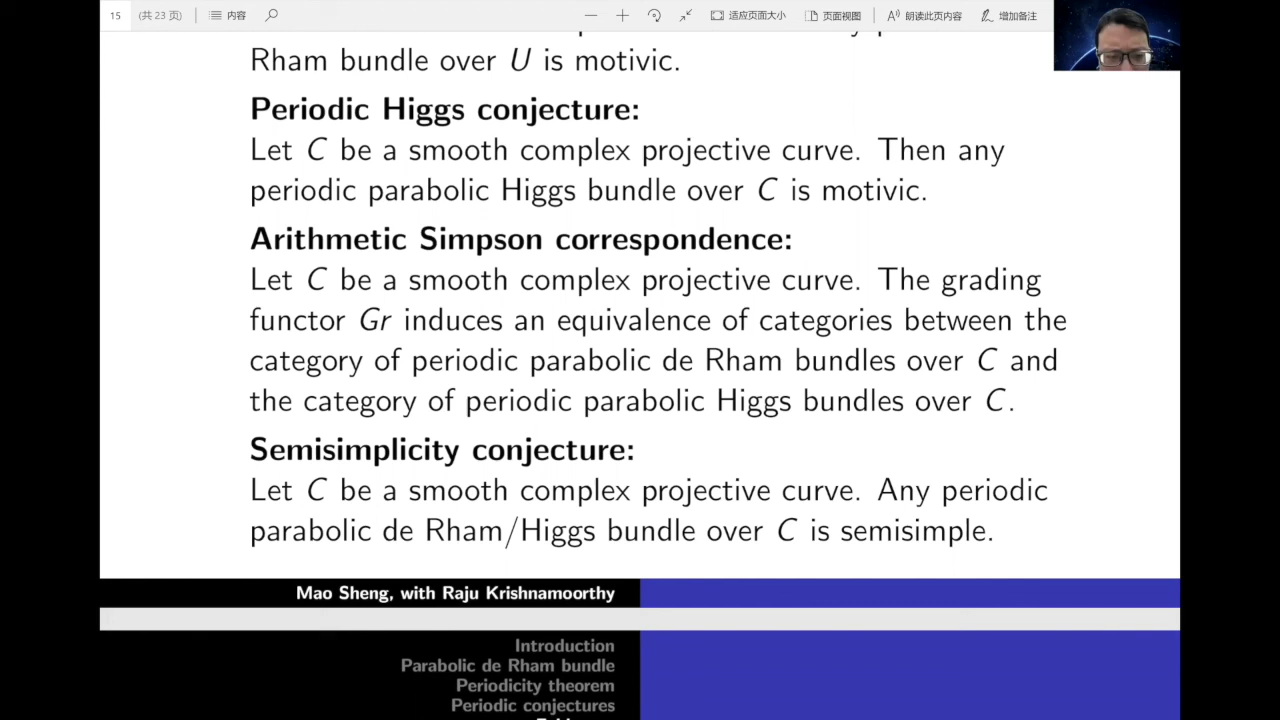 15 (共 23 页) 内容 适应页面大小 页面视图 朗读此页内容 增加备注
Rham bundle over U is motivic.
Periodic Higgs conjecture:
Let C be a smooth complex projective curve. Then any
periodic parabolic Higgs bundle over C is motivic.
Arithmetic Simpson correspondence:
Let C be a smooth complex projective curve. The grading
functor Gr induces an equivalence of categories between the
category of periodic parabolic de Rham bundles over C and
the category of periodic parabolic Higgs bundles over C.
Semisimplicity conjecture:
Let C be a smooth complex projective curve. Any periodic
parabolic de Rham/Higgs bundle over C is semisimple.
Mao Sheng, with Raju Krishnamoorthy
Introduction
Parabolic de Rham bundle
Periodicity theorem
Periodic conjectures